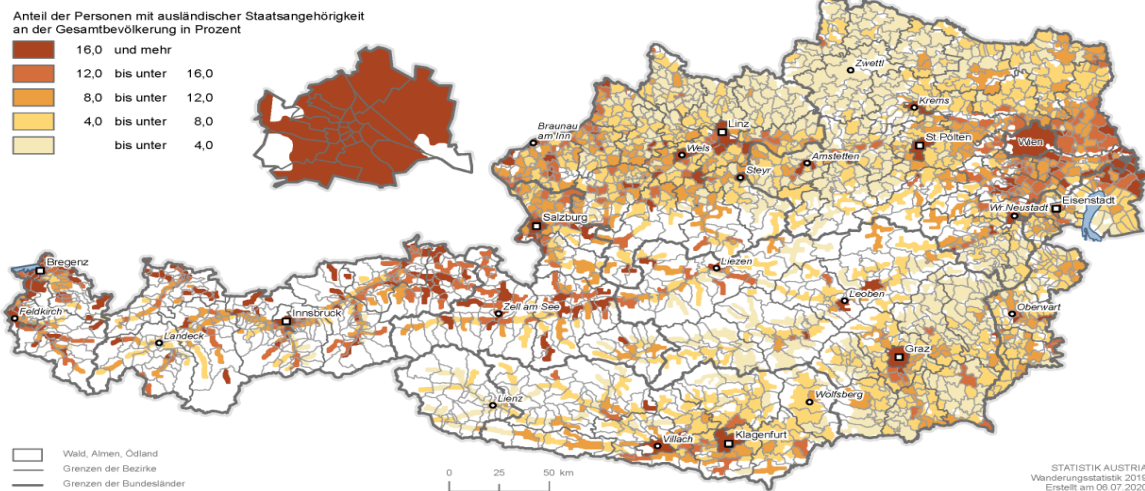 Anteil der Personen mit ausländischer Staatsangehörigkeit
an der Gesamtbevölkerung in Prozent
16,0 und mehr
12,0 bis unter 16,0
8,0 bis unter 12,0
4,0 bis unter 8,0
bis unter 4,0
Zwettl
Krems
Linz
Braunau
am Inn
St.Pölten
Wien
Wels
Amstetten
Steyr
Wr.Neustadt
Eisenstadt
Salzburg
Bregenz
Liezen
Leoben
Feldkirch
Innsbruck
Zell am See
Oberwart
Landeck
Graz
Lienz
Wolfsberg
Villach
Klagenfurt
Wald, Almen, Ödland
Grenzen der Bezirke
Grenzen der Bundesländer
0 25 50 km
STATISTIK AUSTRIA
Wanderungsstatistik 2019
Erstellt am 06.07.2020